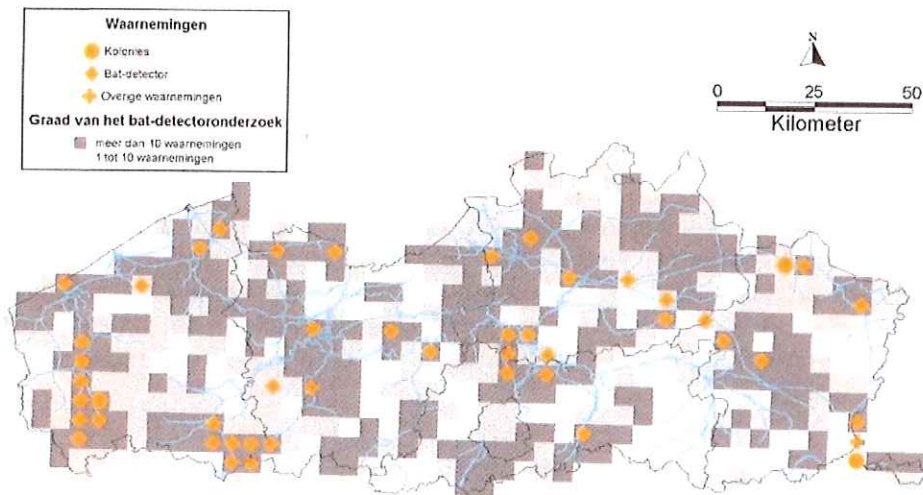 Waarnemingen
Kolonies
Bat-detector
Overige waarnemingen
Graad van het bat-detectoronderzoek
meer dan 10 waarnemingen
1 tot 10 waarnemingen
N
0 25 50
Kilometer